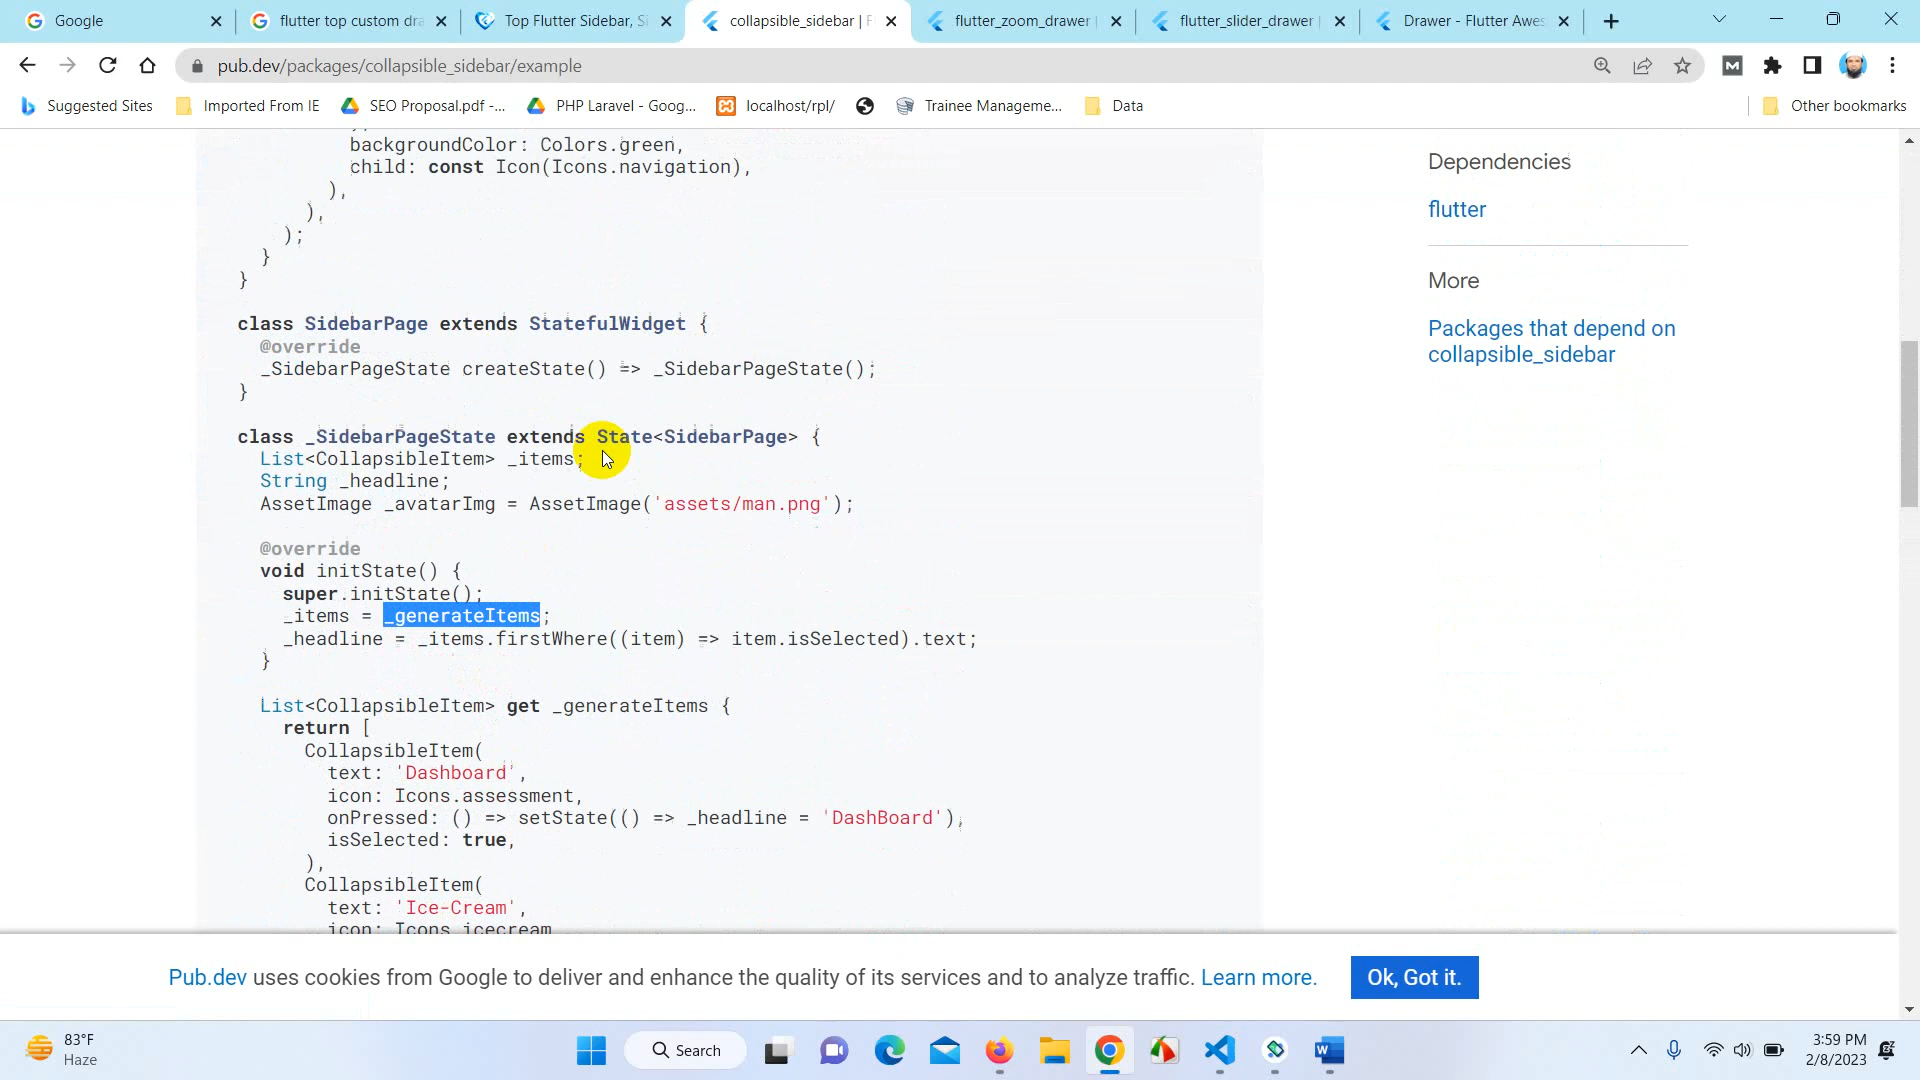 Google
flutter top custom dra
Top Flutter Sidebar, Si
collapsible_sidebar | F
flutter_zoom_drawer |
flutter_slider_drawer |
Drawer - Flutter Awes
pub.dev/packages/collapsible_sidebar/example
Suggested Sites
Imported From IE
SEO Proposal.pdf -...
PHP Laravel - Goog...
localhost/rpl/
Trainee Manageme...
Data
Other bookmarks
backgroundColor: Colors.green,
child: const Icon(Icons.navigation),
),
),
);
}
}
class SidebarPage extends StatefulWidget {
@override
_SidebarPageState createState() => _SidebarPageState();
}
class _SidebarPageState extends State<SidebarPage> {
List<CollapsibleItem> _items;
String _headline;
AssetImage _avatarImg = AssetImage('assets/man.png');
@override
void initState() {
super.initState();
_items = _generateItems;
_headline = _items.firstWhere((item) => item.isSelected).text;
}
List<CollapsibleItem> get _generateItems {
return [
CollapsibleItem(
text: 'Dashboard',
icon: Icons.assessment,
onPressed: () => setState(() => _headline = 'DashBoard'),
isSelected: true,
),
CollapsibleItem(
text: 'Ice-Cream',
icon: Icons.icecream
Dependencies
flutter
More
Packages that depend on
collapsible_sidebar
Pub.dev uses cookies from Google to deliver and enhance the quality of its services and to analyze traffic. Learn more.
Ok, Got it.
83°F
Haze
Search
3:59 PM
2/8/2023